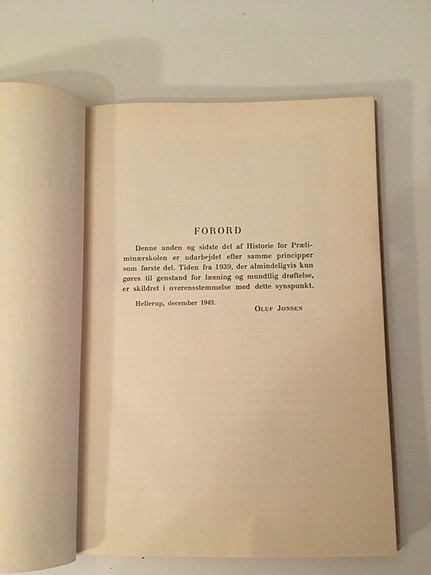 FORORD
Denne anden og sidste del af Historie for Præli-
minærskolen er udarbejdet efter samme principper
som første del. Tiden fra 1939, der almindeligvis kun
gøres til genstand for læsning og mundtlig drøftelse,
er skildret i overensstemmelse med dette synspunkt.
Hellerup, december 1949.
OLUF JONSEN